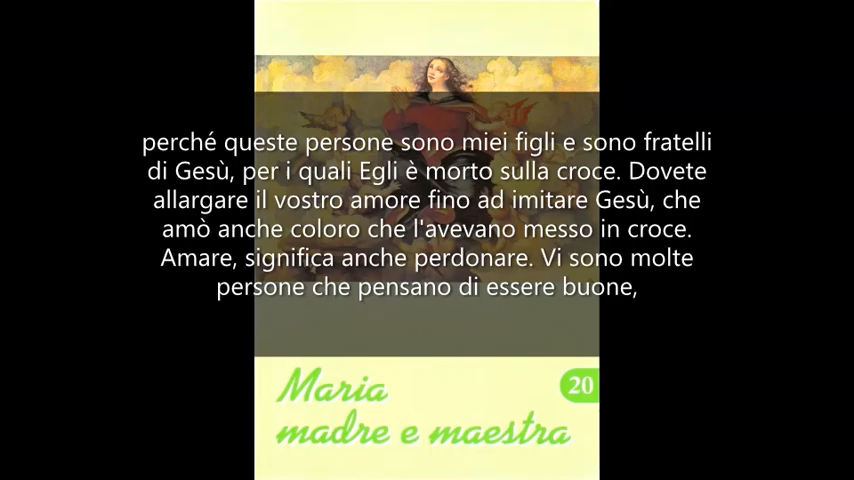 perché queste persone sono miei figli e sono fratelli
di Gesù, per i quali Egli è morto sulla croce. Dovete
allargare il vostro amore fino ad imitare Gesù, che
amò anche coloro che l'avevano messo in croce.
Amare, significa anche perdonare. Vi sono molte
persone che pensano di essere buone,
Maria
20
madre e maestra